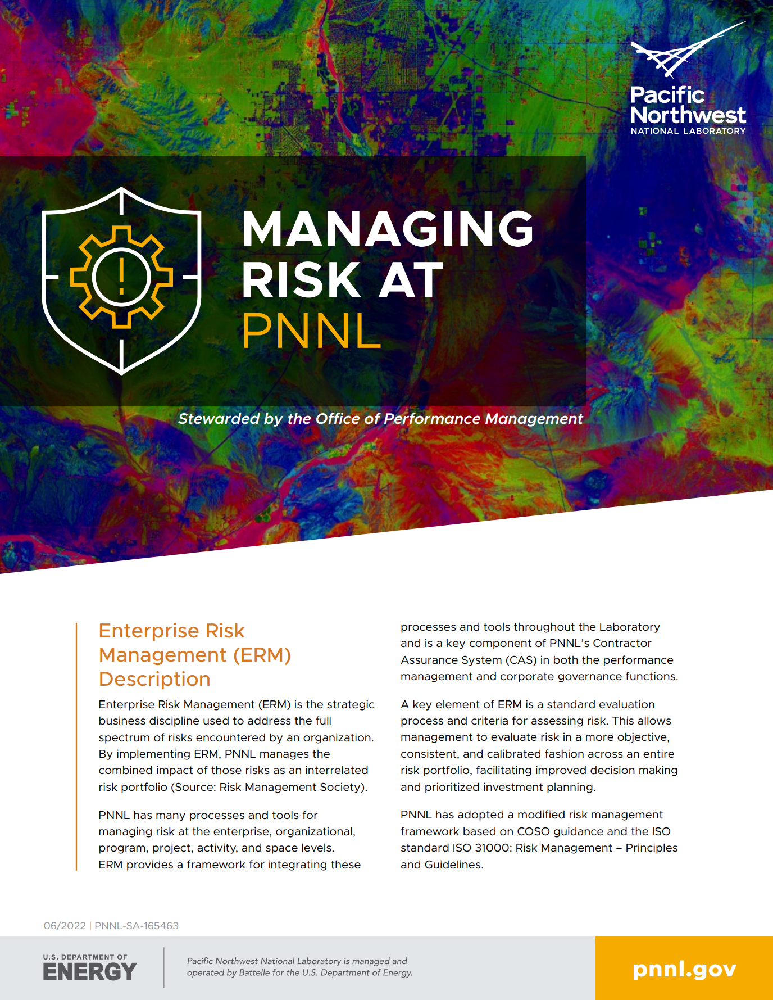 Pacific
Northwest
NATIONAL LABORATORY
MANAGING
RISK AT
PNNL
Stewarded by the Office of Performance Management
Enterprise Risk
Management (ERM)
Description
Enterprise Risk Management (ERM) is the strategic
business discipline used to address the full
spectrum of risks encountered by an organization.
By implementing ERM, PNNL manages the
combined impact of those risks as an interrelated
risk portfolio (Source: Risk Management Society).
PNNL has many processes and tools for
managing risk at the enterprise, organizational,
program, project, activity, and space levels.
ERM provides a framework for integrating these
processes and tools throughout the Laboratory
and is a key component of PNNL’s Contractor
Assurance System (CAS) in both the performance
management and corporate governance functions.
A key element of ERM is a standard evaluation
process and criteria for assessing risk. This allows
management to evaluate risk in a more objective,
consistent, and calibrated fashion across an entire
risk portfolio, facilitating improved decision making
and prioritized investment planning.
PNNL has adopted a modified risk management
framework based on COSO guidance and the ISO
standard ISO 31000: Risk Management – Principles
and Guidelines.
06/2022 | PNNL-SA-165463
U.S. DEPARTMENT OF
ENERGY
Pacific Northwest National Laboratory is managed and
operated by Battelle for the U.S. Department of Energy.
pnnl.gov